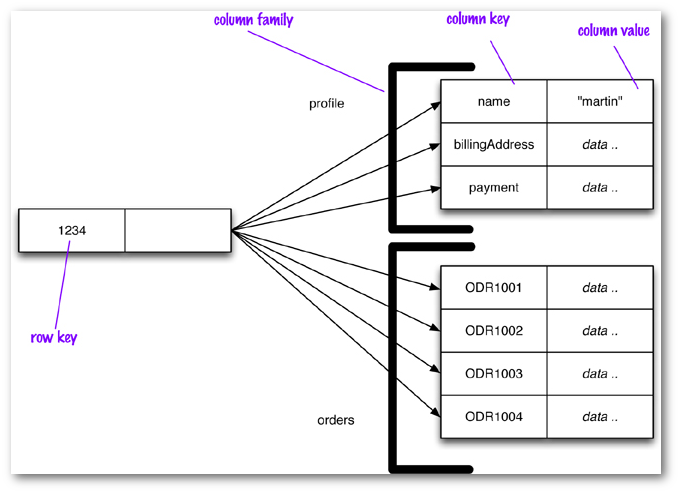 column family
column key
column value
profile
name
"martin"
billingAddress
data ..
payment
data ..
1234
row key
ODR1001
data ..
ODR1002
data ..
ODR1003
data ..
ODR1004
data ..
orders